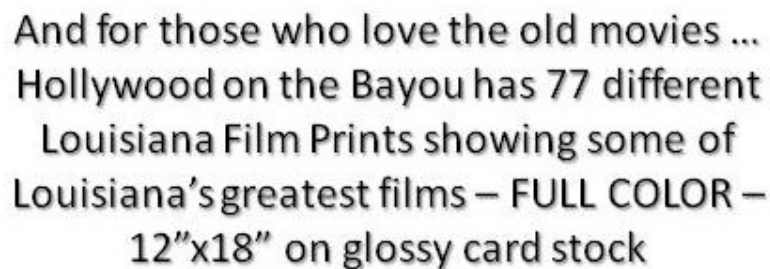 And for those who love the old movies ...
Hollywood on the Bayou has 77 different
Louisiana Film Prints showing some of
Louisiana’s greatest films – FULL COLOR –
12”x18” on glossy card stock